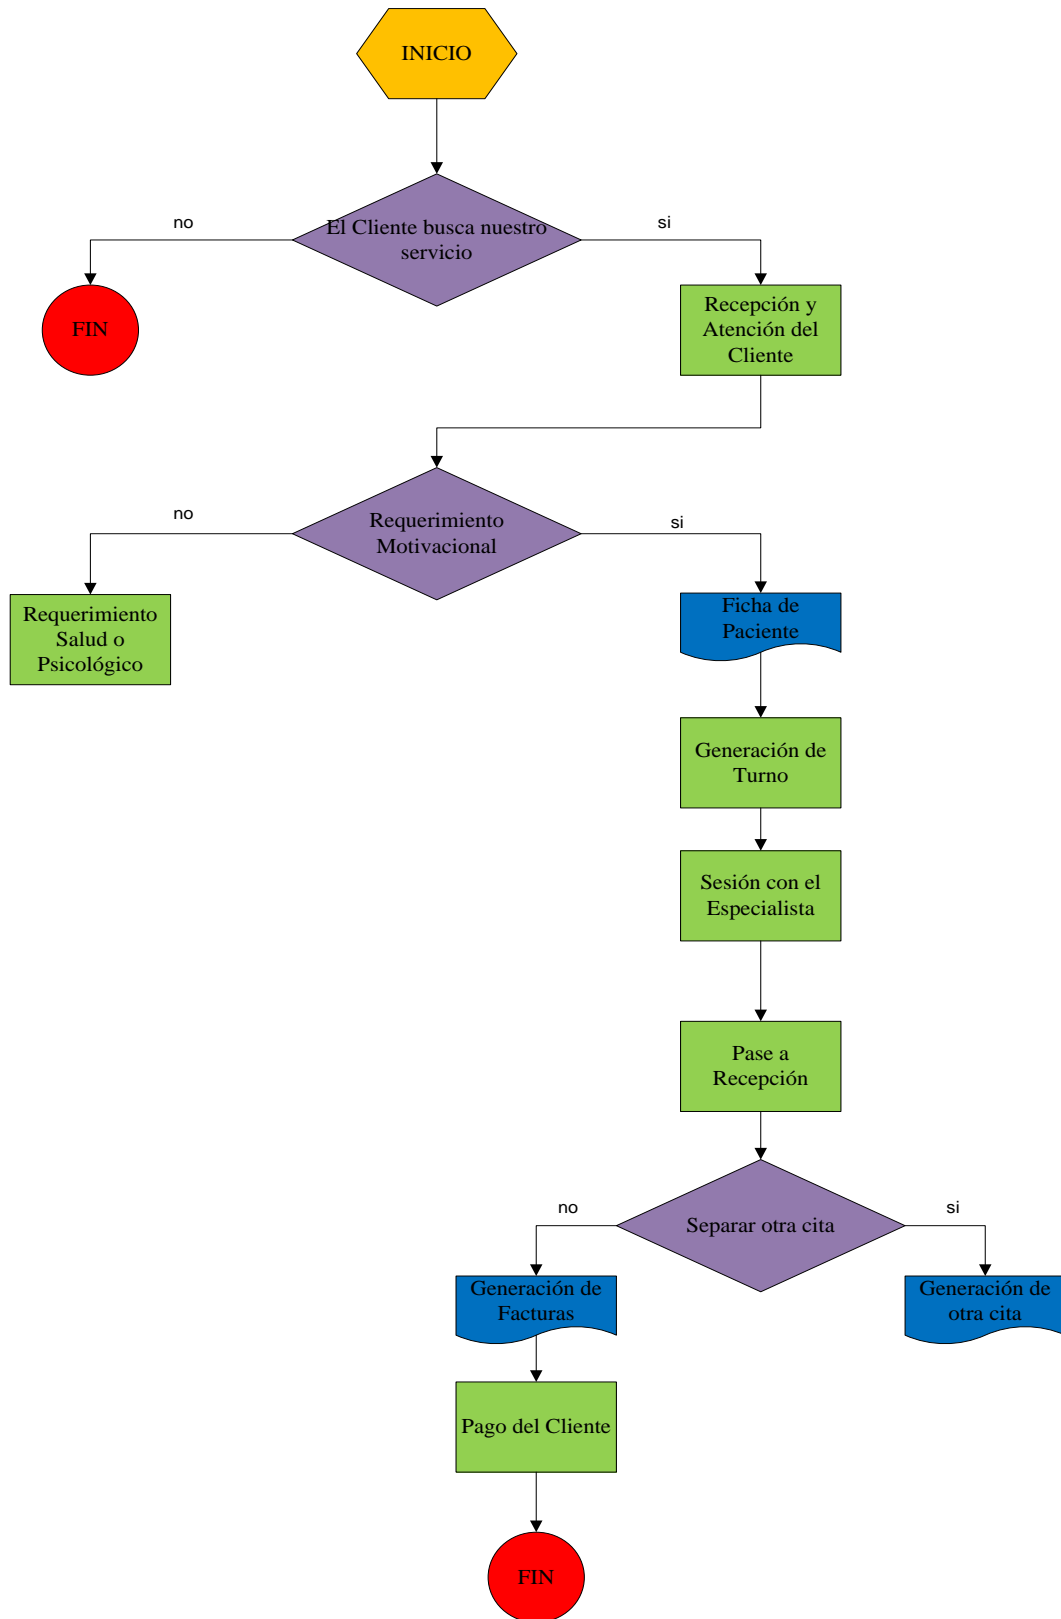 INICIO
El Cliente busca nuestro
servicio
no
si
FIN
Recepción y
Atención del
Cliente
Requerimiento
Motivacional
no
si
Requerimiento
Salud o
Psicológico
Ficha de
Paciente
Generación de
Turno
Sesión con el
Especialista
Pase a
Recepción
Separar otra cita
no
si
Generación de
Facturas
Generación de
otra cita
Pago del Cliente
FIN